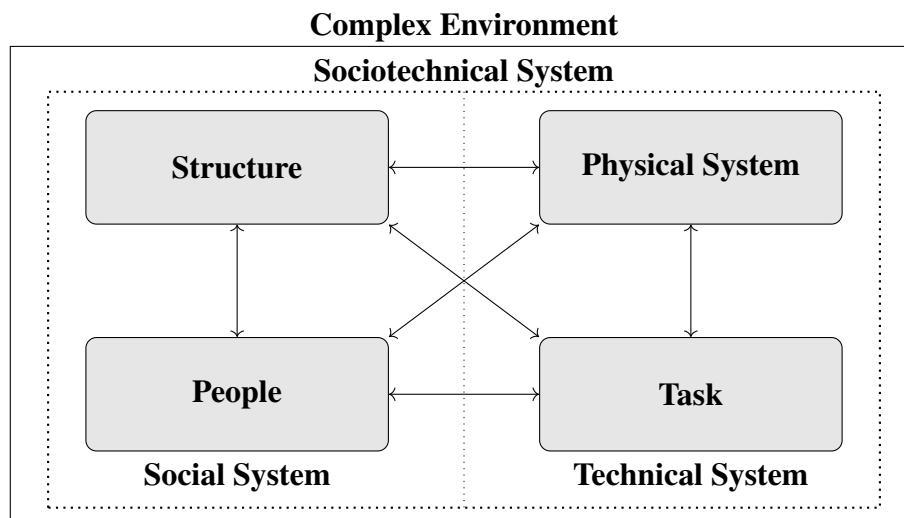 Complex Environment
Sociotechnical System
Structure
Physical System
People
Task
Social System
Technical System